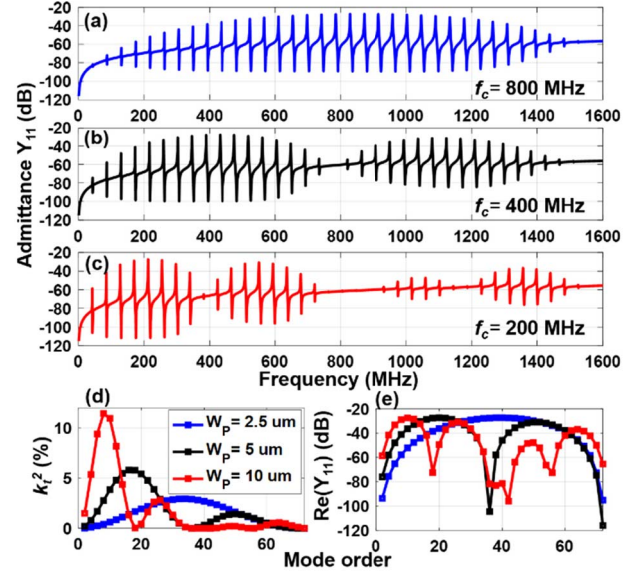 (a)
-20
-40
-60
-80
-100
-120
f_c= 800 MHz
0 200 400 600 800 1000 1200 1400 1600
Admittance Y₁₁ (dB)
(b)
-20
-40
-60
-80
-100
-120
f_c= 400 MHz
0 200 400 600 800 1000 1200 1400 1600
(c)
-20
-40
-60
-80
-100
-120
f_c= 200 MHz
0 200 400 600 800 1000 1200 1400 1600
Frequency (MHz)
(d)
k_t² (%)
10
5
0
W_P= 2.5 um
W_P= 5 um
W_P= 10 um
0 20 40 60
(e)
Re(Y₁₁) (dB)
-20
-40
-60
-80
-100
-120
0 20 40 60
Mode order